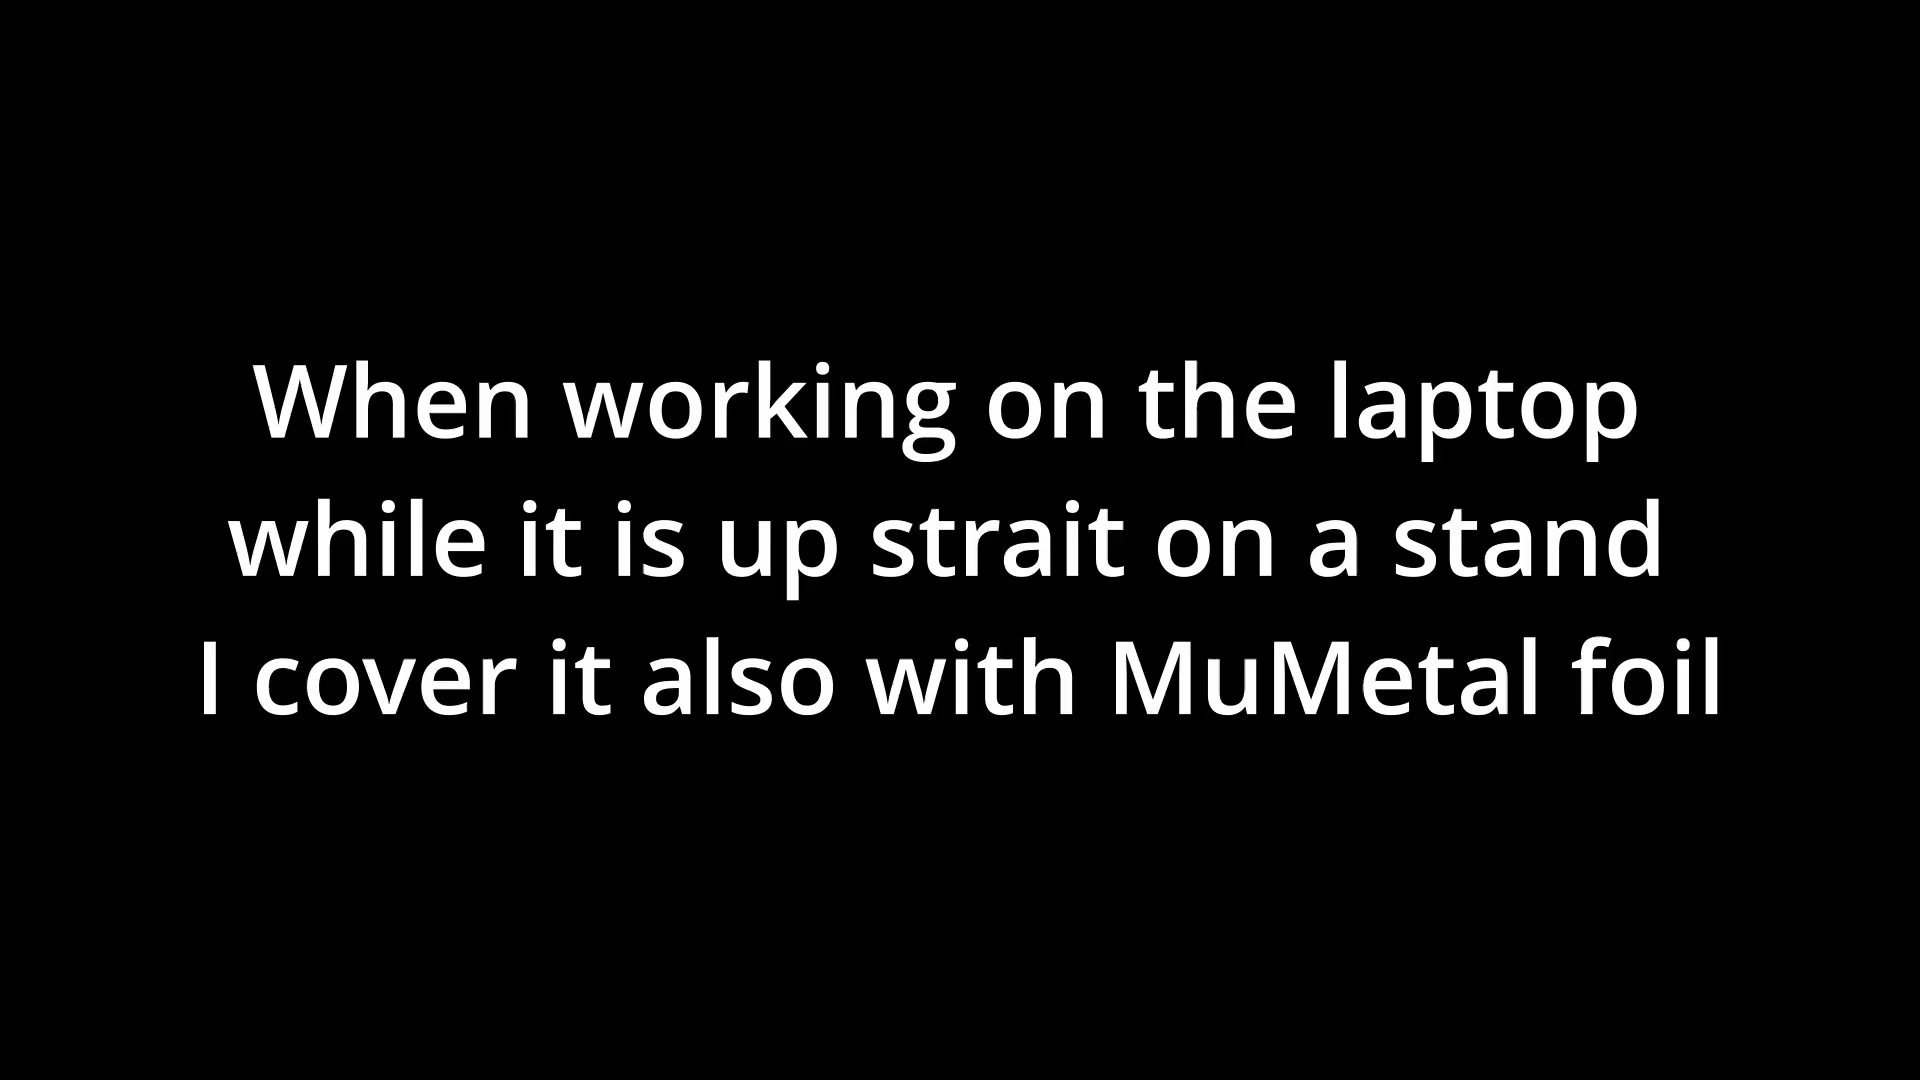 When working on the laptop
while it is up strait on a stand
I cover it also with MuMetal foil